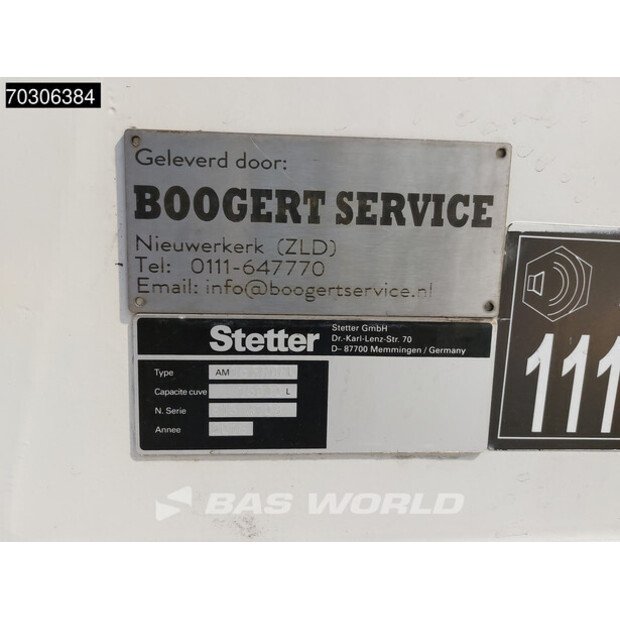 70306384
Geleverd door:
BOOGERT SERVICE
Nieuwerkerk (ZLD)
Tel: 0111-647770
Email: info@boogertservice.nl
Stetter
Stetter GmbH
Dr.-Karl-Lenz-Str. 70
D– 87700 Memmingen / Germany
Type AM
Capacite cuve L
N. Serie
Annee
111
BAS WORLD